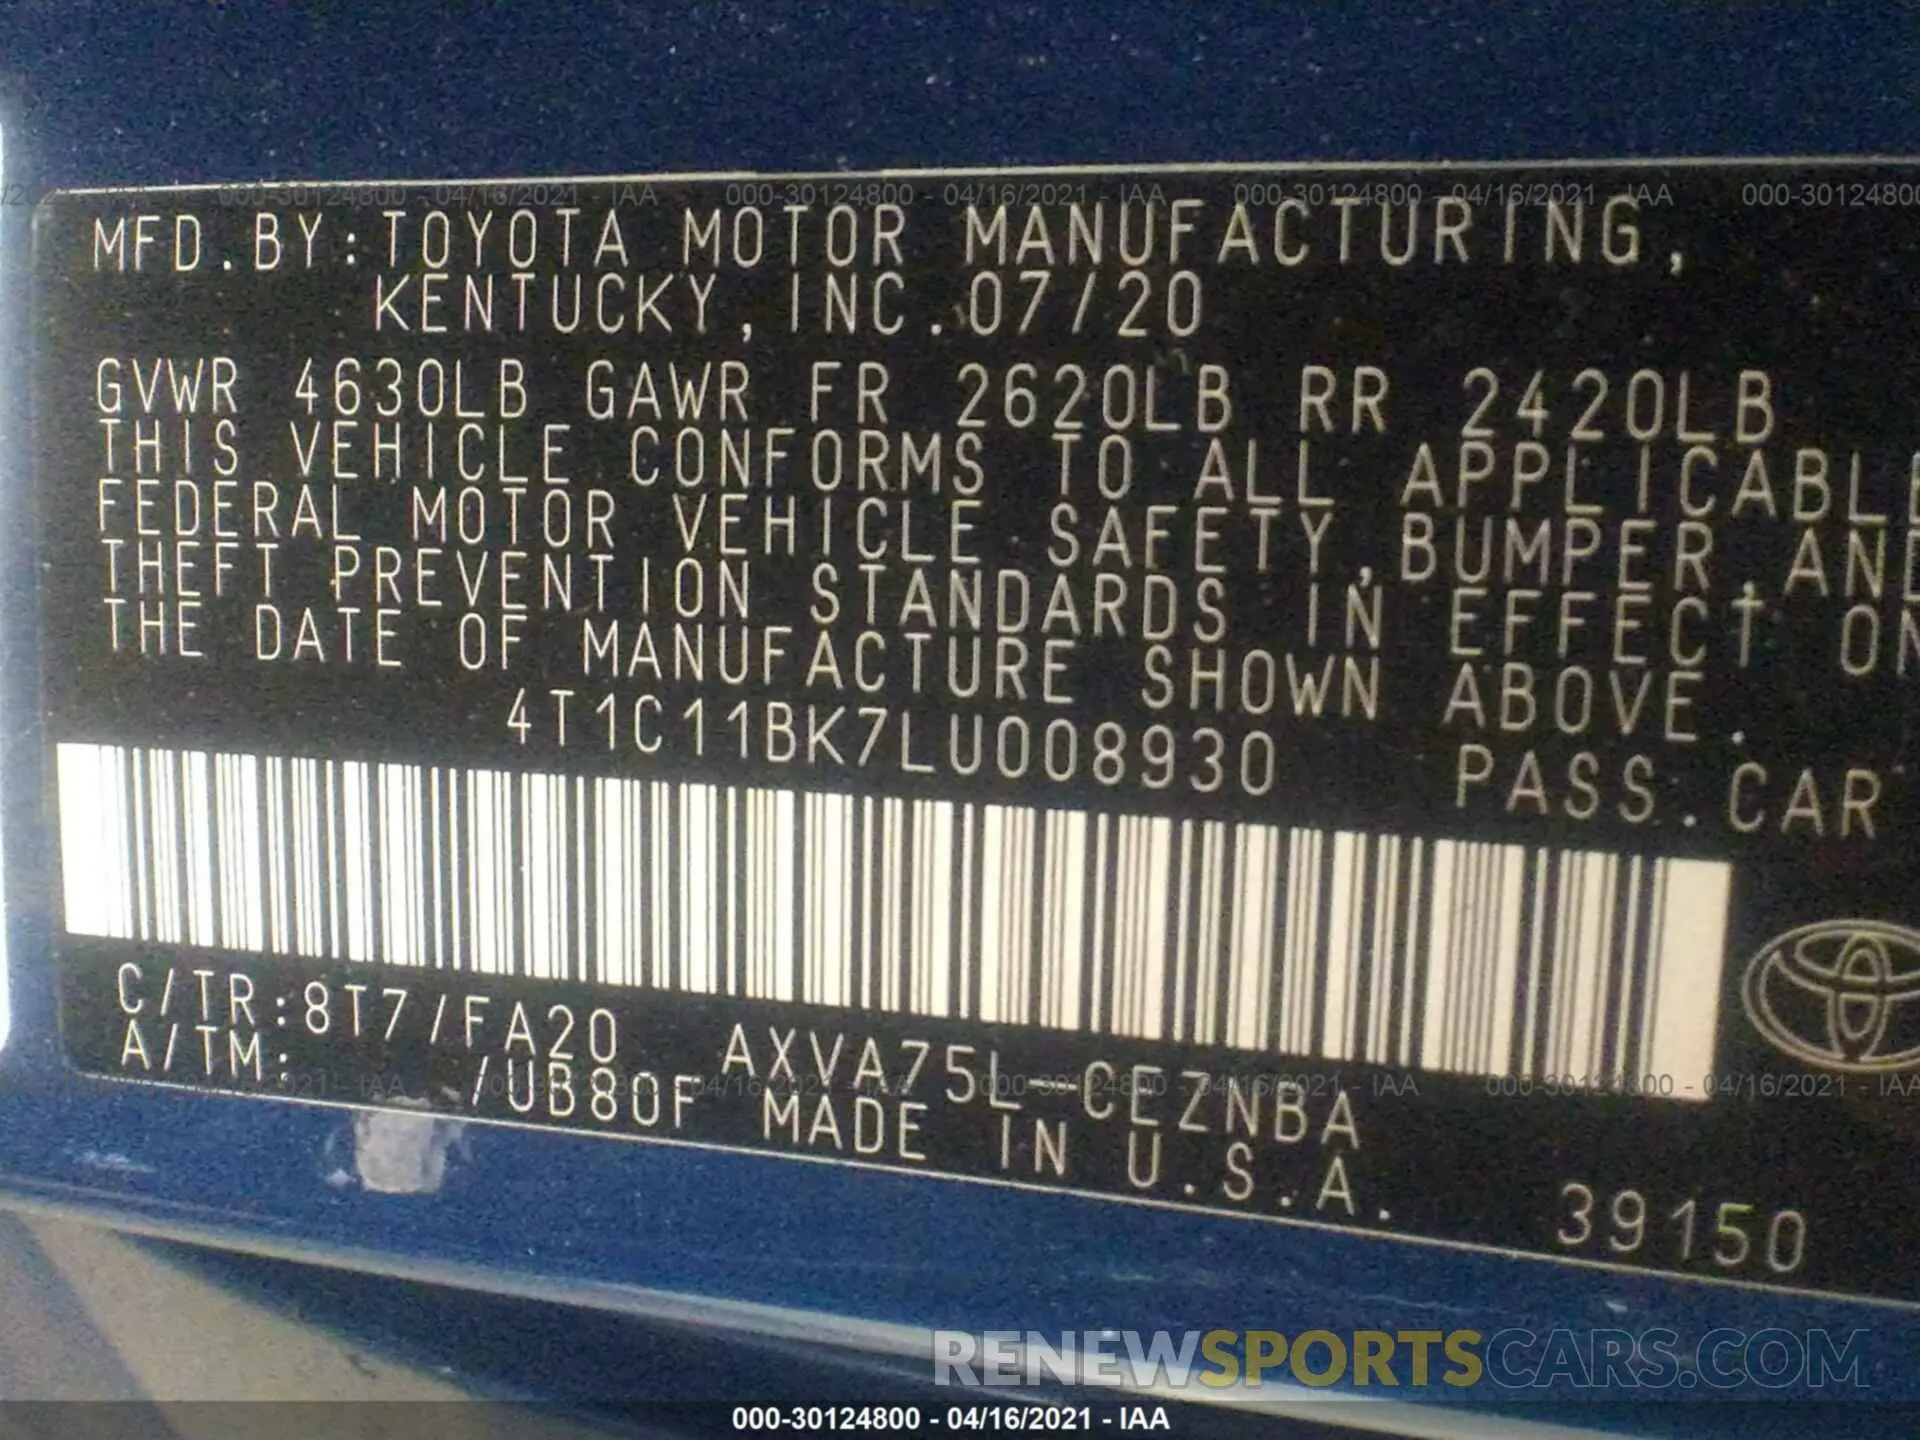 000-30124800 - 04/16/2021 - IAA 000-30124800 - 04/16/2021 - IAA 000-30124800 - 04/16/2021 - IAA
MFD.BY:TOYOTA MOTOR MANUFACTURING,
KENTUCKY,INC.07/20
GVWR 4630LB GAWR FR 2620LB RR 2420LB
THIS VEHICLE CONFORMS TO ALL APPLICABLE
FEDERAL MOTOR VEHICLE SAFETY,BUMPER,AND
THEFT PREVENTION STANDARDS IN EFFECT ON
THE DATE OF MANUFACTURE SHOWN ABOVE.
4T1C11BK7LU008930 PASS.CAR
C/TR:8T7/FA20 AXVA75L-CEZNBA
A/TM: /UB80F MADE IN U.S.A.
39150
RENEWSPORTSCARS.COM
000-30124800 - 04/16/2021 - IAA